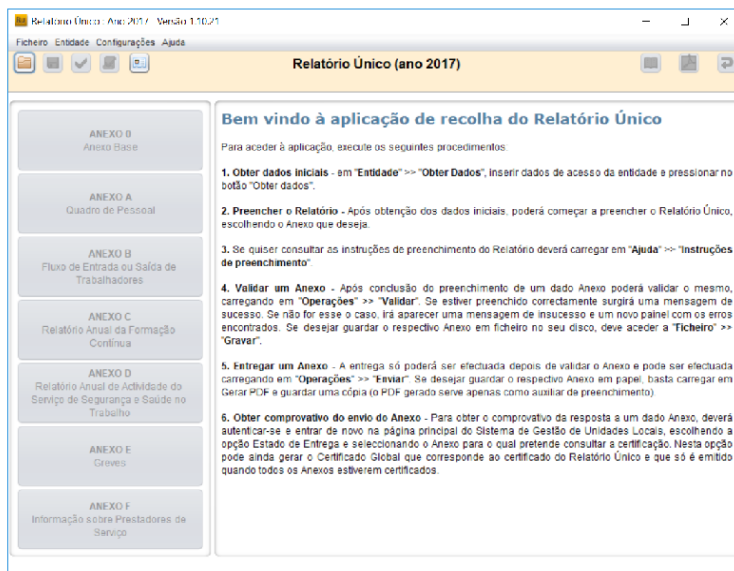 Relatório Único : Ano 2017 - Versão 1.10.21
Ficheiro Entidade Configurações Ajuda
Relatório Único (ano 2017)
ANEXO 0
Anexo Base
ANEXO A
Quadro de Pessoal
ANEXO B
Fluxo de Entrada ou Saída de
Trabalhadores
ANEXO C
Relatório Anual da Formação
Contínua
ANEXO D
Relatório Anual de Actividade do
Serviço de Segurança e Saúde no
Trabalho
ANEXO E
Greves
ANEXO F
Informação sobre Prestadores de
Serviço
Bem vindo à aplicação de recolha do Relatório Único
Para aceder à aplicação, execute os seguintes procedimentos:
1. Obter dados iniciais - em "Entidade" >> "Obter Dados", inserir dados de acesso da entidade e pressionar no
botão "Obter dados".
2. Preencher o Relatório - Após obtenção dos dados iniciais, poderá começar a preencher o Relatório Único,
escolhendo o Anexo que deseja.
3. Se quiser consultar as instruções de preenchimento do Relatório deverá carregar em "Ajuda" >> "Instruções
de preenchimento".
4. Validar um Anexo - Após conclusão do preenchimento de um dado Anexo poderá validar o mesmo,
carregando em "Operações" >> "Validar". Se estiver preenchido correctamente surgirá uma mensagem de
sucesso. Se não for esse o caso, irá aparecer uma mensagem de insucesso e um novo painel com os erros
encontrados. Se desejar guardar o respectivo Anexo em ficheiro no seu disco, deve aceder a "Ficheiro" >>
"Gravar".
5. Entregar um Anexo - A entrega só poderá ser efectuada depois de validar o Anexo e pode ser efectuada
carregando em "Operações" >> "Enviar". Se desejar guardar o respectivo Anexo em papel, basta carregar em
Gerar PDF e guardar uma cópia (o PDF gerado serve apenas como auxiliar de preenchimento)
6. Obter comprovativo do envio do Anexo - Para obter o comprovativo da resposta a um dado Anexo, deverá
autenticar-se e entrar de novo na página principal do Sistema de Gestão de Unidades Locais, escolhendo a
opção Estado de Entrega e seleccionando o Anexo para o qual pretende consultar a certificação. Nesta opção
pode ainda gerar o Certificado Global que corresponde ao certificado do Relatório Único e que só é emitido
quando todos os Anexos estiverem certificados.